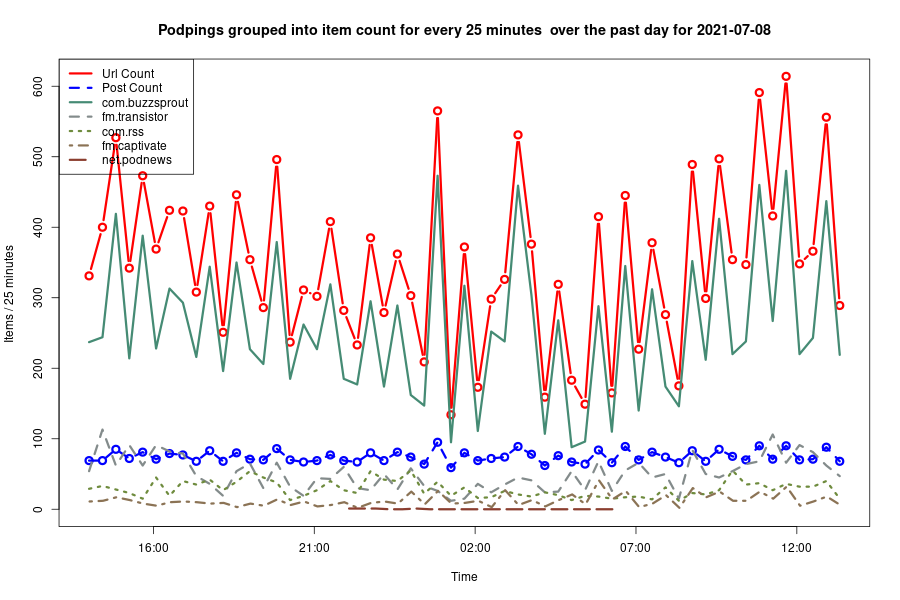 Podpings grouped into item count for every 25 minutes  over the past day for 2021-07-08
Url Count
Post Count
com.buzzsprout
fm.transistor
com.rss
fm.captivate
net.podnews
Items / 25 minutes
600
500
400
300
200
100
0
16:00
21:00
02:00
07:00
12:00
Time